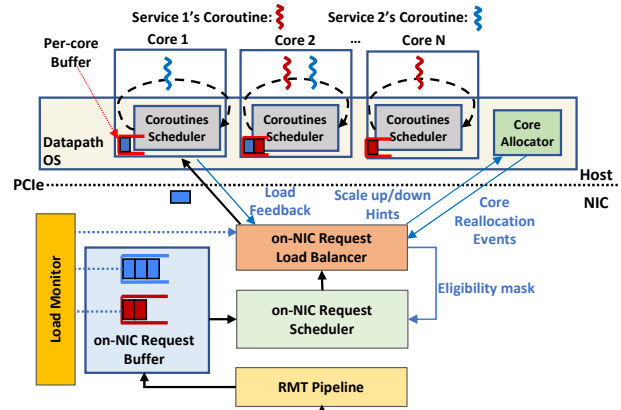 Service 1's Coroutine:
Service 2's Coroutine:
Per-core
Buffer
Core 1
Core 2
...
Core N
Coroutines
Scheduler
Coroutines
Scheduler
Coroutines
Scheduler
Core
Allocator
Datapath
OS
Host
PCIe
NIC
Load
Feedback
Scale up/down
Hints
Core
Reallocation
Events
Load Monitor
on-NIC Request
Load Balancer
Eligibility mask
on-NIC Request
Scheduler
on-NIC Request
Buffer
RMT Pipeline